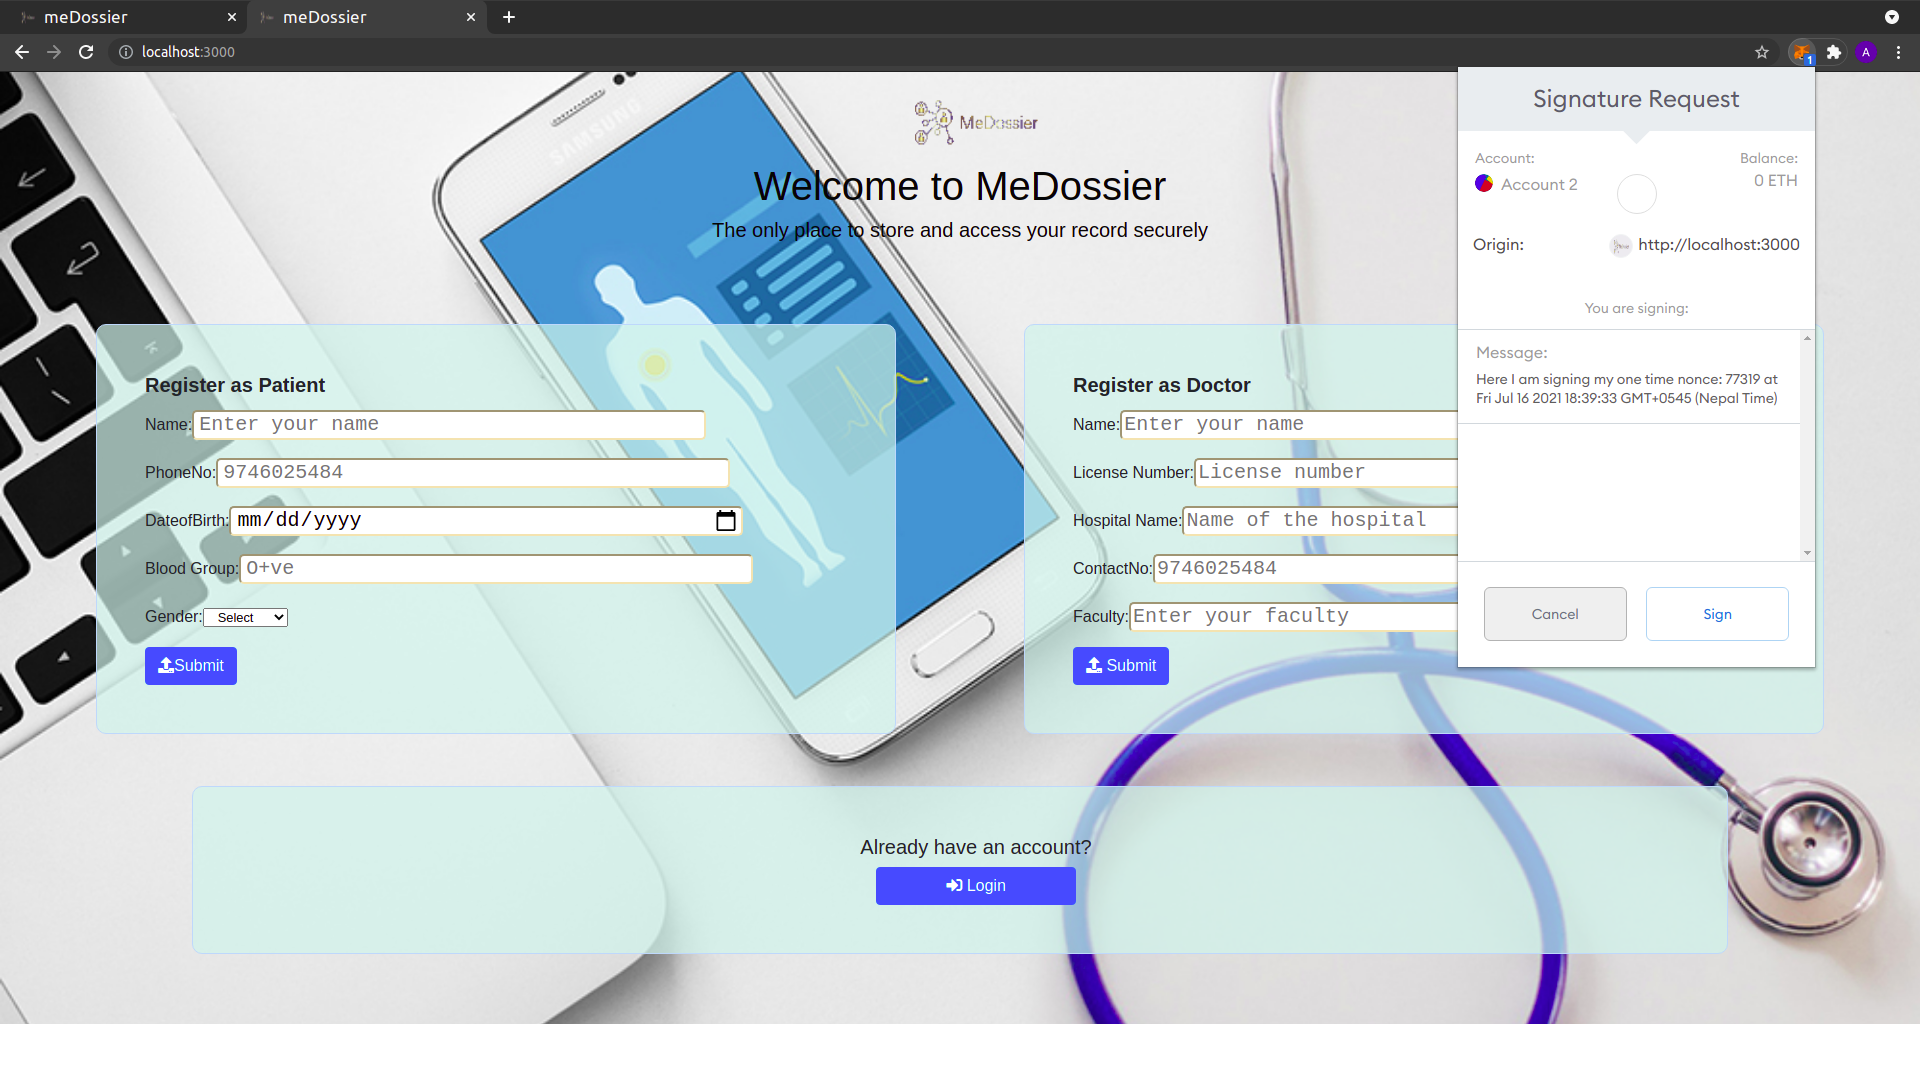 meDossier
meDossier
localhost:3000
A
1
SAMSUNG
MeDossier
Welcome to MeDossier
The only place to store and access your record securely
Register as Patient
Name: Enter your name
PhoneNo: 9746025484
DateofBirth: mm/dd/yyyy
Blood Group: O+ve
Gender: Select
Submit
Register as Doctor
Name: Enter your name
License Number: License number
Hospital Name: Name of the hospital
ContactNo: 9746025484
Faculty: Enter your faculty
Submit
Already have an account?
Login
Signature Request
Account: Balance:
Account 2 0 ETH
Origin: http://localhost:3000
You are signing:
Message:
Here I am signing my one time nonce: 77319 at
Fri Jul 16 2021 18:39:33 GMT+0545 (Nepal Time)
Cancel Sign